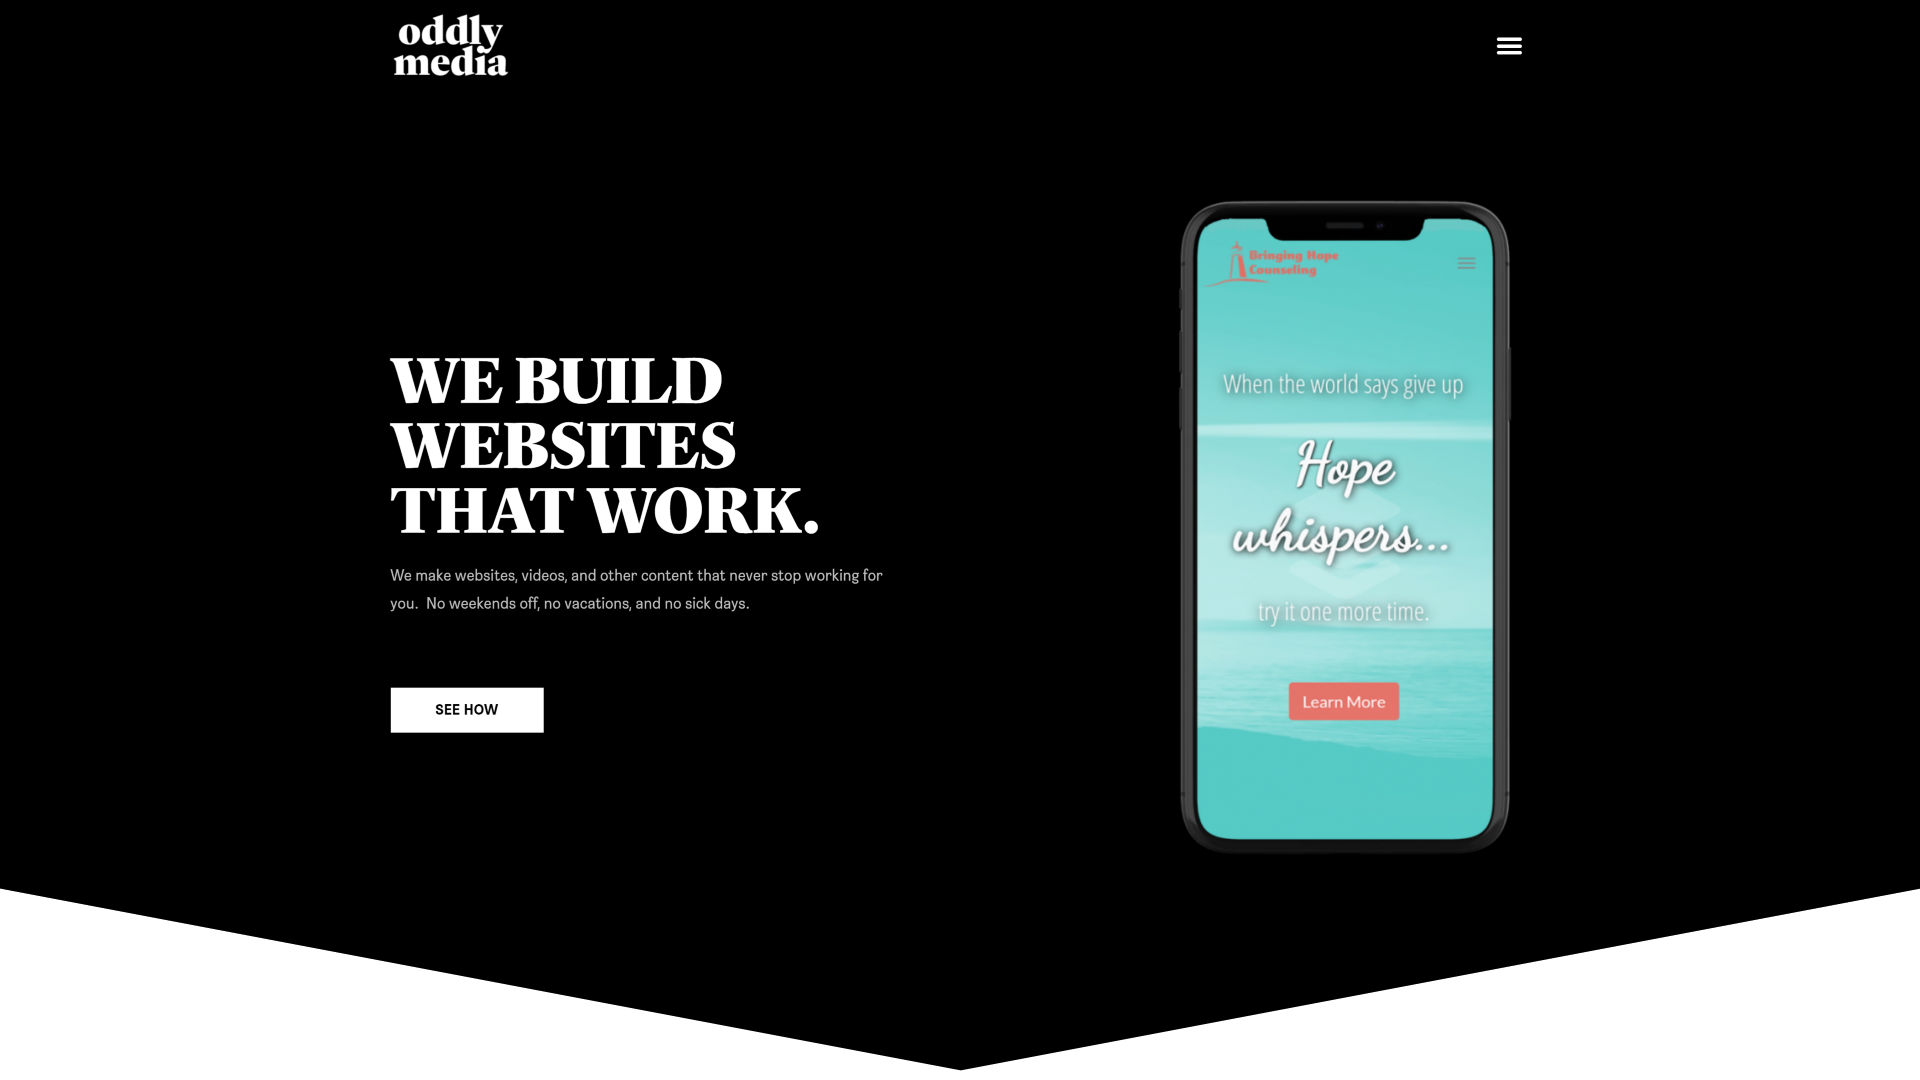 oddly
media
WE BUILD
WEBSITES
THAT WORK.
We make websites, videos, and other content that never stop working for
you.  No weekends off, no vacations, and no sick days.
SEE HOW
Bringing Hope
Counseling
When the world says give up
Hope
whispers...
try it one more time.
Learn More